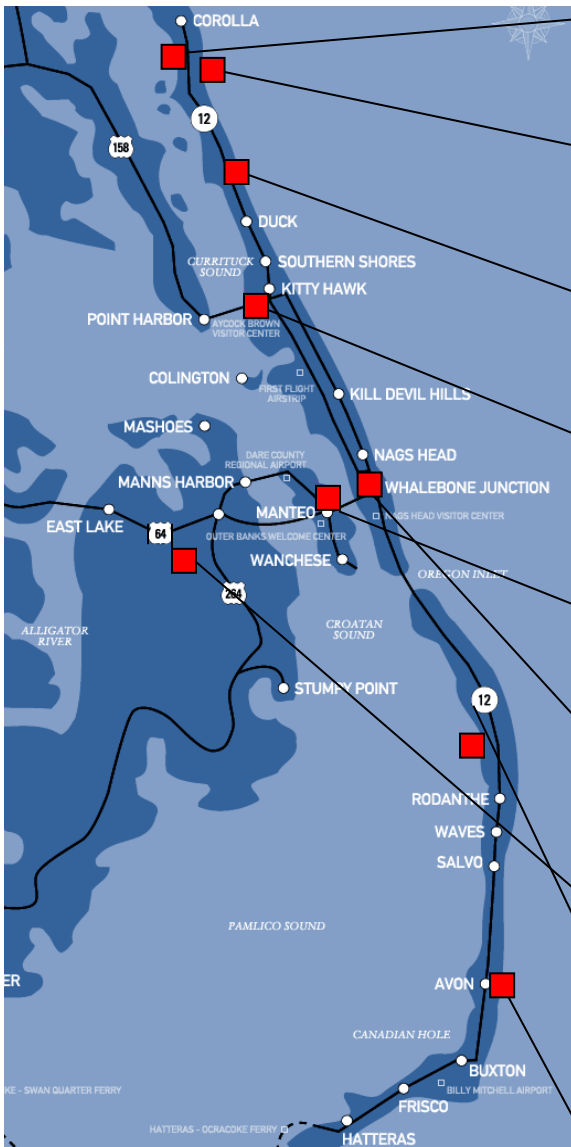 COROLLA
12
158
DUCK
CURRITUCK
SOUND
SOUTHERN SHORES
KITTY HAWK
POINT HARBOR
AYCOCK BROWN
VISITOR CENTER
COLINGTON
FIRST FLIGHT
AIRSTRIP
KILL DEVIL HILLS
MASHOES
DARE COUNTY
REGIONAL AIRPORT
NAGS HEAD
MANNS HARBOR
WHALEBONE JUNCTION
EAST LAKE
MANTEO
NAGS HEAD VISITOR CENTER
64
OUTER BANKS WELCOME CENTER
WANCHESE
OREGON INLET
264
ALLIGATOR
RIVER
CROATAN
SOUND
STUMPY POINT
12
RODANTHE
WAVES
SALVO
PAMLICO SOUND
ER
AVON
CANADIAN HOLE
BUXTON
KE - SWAN QUARTER FERRY
BILLY MITCHELL AIRPORT
FRISCO
HATTERAS - OCRACOKE FERRY
HATTERAS